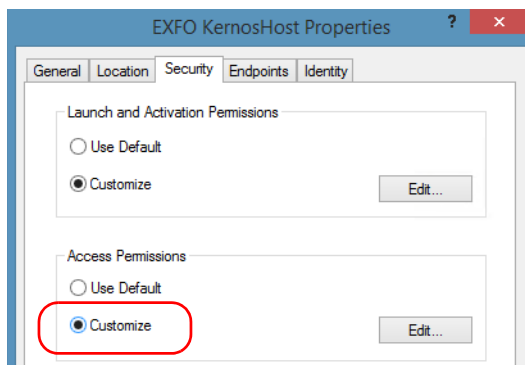 EXFO KernosHost Properties ? ×
General Location Security Endpoints Identity
Launch and Activation Permissions
Use Default
Customize
Edit...
Access Permissions
Use Default
Customize
Edit...